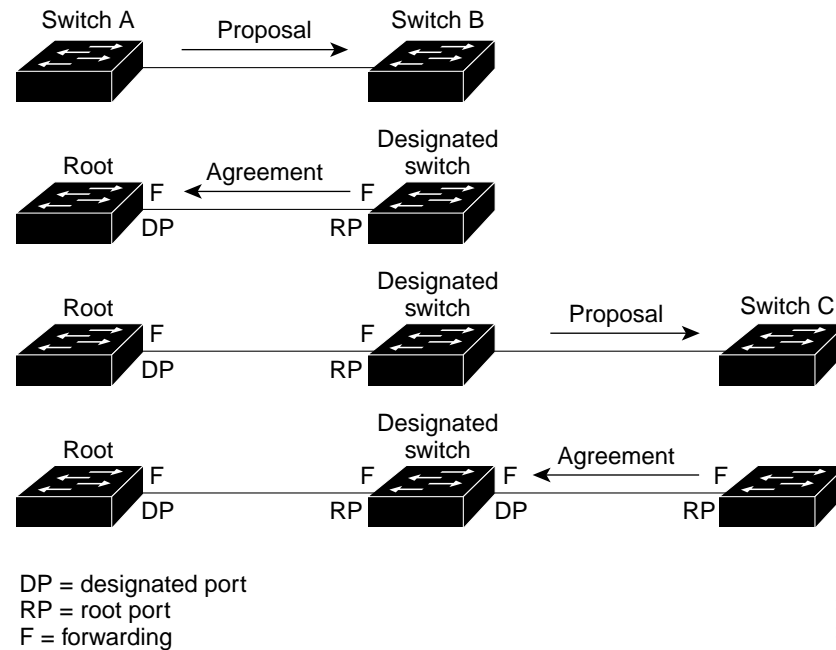 Switch A
Proposal
Switch B
Root
Agreement
Designated
switch
F
F
DP
RP
Root
Designated
switch
Proposal
Switch C
F
F
DP
RP
Root
Designated
switch
Agreement
F
F
F
F
DP
RP
DP
RP
DP = designated port
RP = root port
F = forwarding